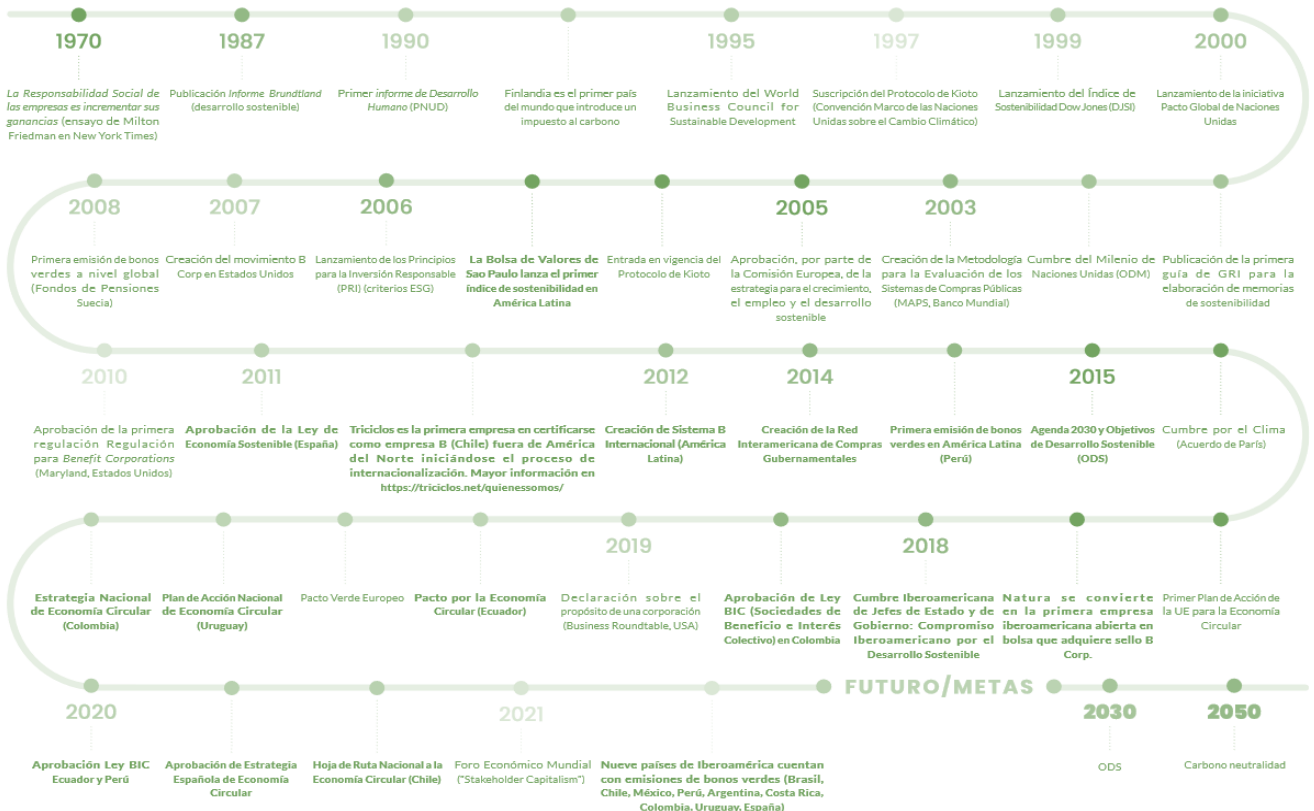 1970
1987
1990
1995
1997
1999
2000
La Responsabilidad Social de
las empresas es incrementar sus
ganancias (ensayo de Milton
Friedman en New York Times)
Publicación Informe Brundtland
(desarrollo sostenible)
Primer informe de Desarrollo
Humano (PNUD)
Finlandia es el primer país
del mundo que introduce un
impuesto al carbono
Lanzamiento del World
Business Council for
Sustainable Development
Suscripción del Protocolo de Kioto
(Convención Marco de las Naciones
Unidas sobre el Cambio Climático)
Lanzamiento del Índice de
Sostenibilidad Dow Jones (DJSI)
Lanzamiento de la iniciativa
Pacto Global de Naciones
Unidas
2008
2007
2006
2005
2003
Primera emisión de bonos
verdes a nivel global
(Fondos de Pensiones
Suecia)
Creación del movimiento B
Corp en Estados Unidos
Lanzamiento de los Principios
para la Inversión Responsable
(PRI) (criterios ESG)
La Bolsa de Valores de
Sao Paulo lanza el primer
índice de sostenibilidad en
América Latina
Entrada en vigencia del
Protocolo de Kioto
Aprobación, por parte de
la Comisión Europea, de la
estrategia para el crecimiento,
el empleo y el desarrollo
sostenible
Creación de la Metodología
para la Evaluación de los
Sistemas de Compras Públicas
(MAPS, Banco Mundial)
Cumbre del Milenio de
Naciones Unidas (ODM)
Publicación de la primera
guía de GRI para la
elaboración de memorias
de sostenibilidad
2010
2011
2012
2014
2015
Aprobación de la primera
regulación Regulación
para Benefit Corporations
(Maryland, Estados Unidos)
Aprobación de la Ley de
Economía Sostenible (España)
Triciclos es la primera empresa en certificarse
como empresa B (Chile) fuera de América
del Norte iniciándose el proceso de
internacionalización. Mayor información en
https://triciclos.net/quienessomos/
Creación de Sistema B
Internacional (América
Latina)
Creación de la Red
Interamericana de Compras
Gubernamentales
Primera emisión de bonos
verdes en América Latina
(Perú)
Agenda 2030 y Objetivos
de Desarrollo Sostenible
(ODS)
Cumbre por el Clima
(Acuerdo de París)
2019
2018
Estrategia Nacional
de Economía Circular
(Colombia)
Plan de Acción Nacional
de Economía Circular
(Uruguay)
Pacto Verde Europeo
Pacto por la Economía
Circular (Ecuador)
Declaración sobre el
propósito de una corporación
(Business Roundtable, USA)
Aprobación de Ley
BIC (Sociedades de
Beneficio e Interés
Colectivo) en Colombia
Cumbre Iberoamericana
de Jefes de Estado y de
Gobierno: Compromiso
Iberoamericano por el
Desarrollo Sostenible
Natura se convierte
en la primera empresa
iberoamericana abierta en
bolsa que adquiere sello B
Corp.
Primer Plan de Acción de
la UE para la Economía
Circular
FUTURO/METAS
2020
2021
2030
2050
Aprobación Ley BIC
Ecuador y Perú
Aprobación de Estrategia
Española de Economía
Circular
Hoja de Ruta Nacional a la
Economía Circular (Chile)
Foro Económico Mundial
("Stakeholder Capitalism")
Nueve países de Iberoamérica cuentan
con emisiones de bonos verdes (Brasil,
Chile, México, Perú, Argentina, Costa Rica,
Colombia, Uruguay, España)
ODS
Carbono neutralidad